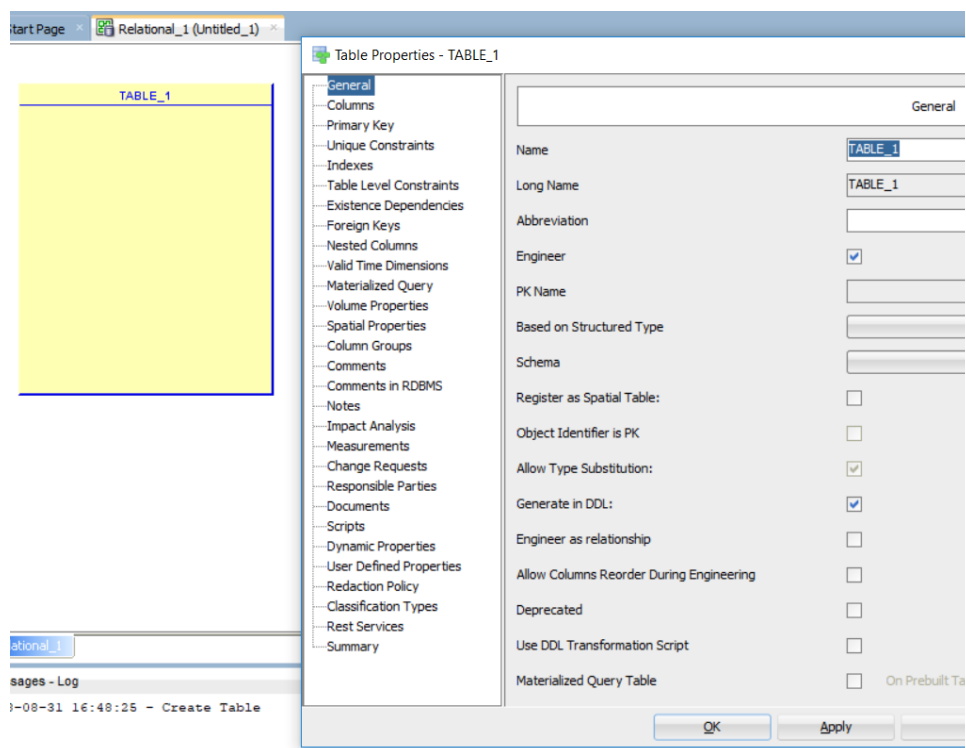 tart Page
Relational_1 (Untitled_1)
Table Properties - TABLE_1
TABLE_1
General
Columns
Primary Key
Unique Constraints
Indexes
Table Level Constraints
Existence Dependencies
Foreign Keys
Nested Columns
Valid Time Dimensions
Materialized Query
Volume Properties
Spatial Properties
Column Groups
Comments
Comments in RDBMS
Notes
Impact Analysis
Measurements
Change Requests
Responsible Parties
Documents
Scripts
Dynamic Properties
User Defined Properties
Redaction Policy
Classification Types
Rest Services
Summary
General
Name TABLE_1
Long Name TABLE_1
Abbreviation
Engineer
PK Name
Based on Structured Type
Schema
Register as Spatial Table:
Object Identifier is PK
Allow Type Substitution:
Generate in DDL:
Engineer as relationship
Allow Columns Reorder During Engineering
Deprecated
Use DDL Transformation Script
Materialized Query Table On Prebuilt Ta
OK Apply
ational_1
sages - Log
8-08-31 16:48:25 - Create Table